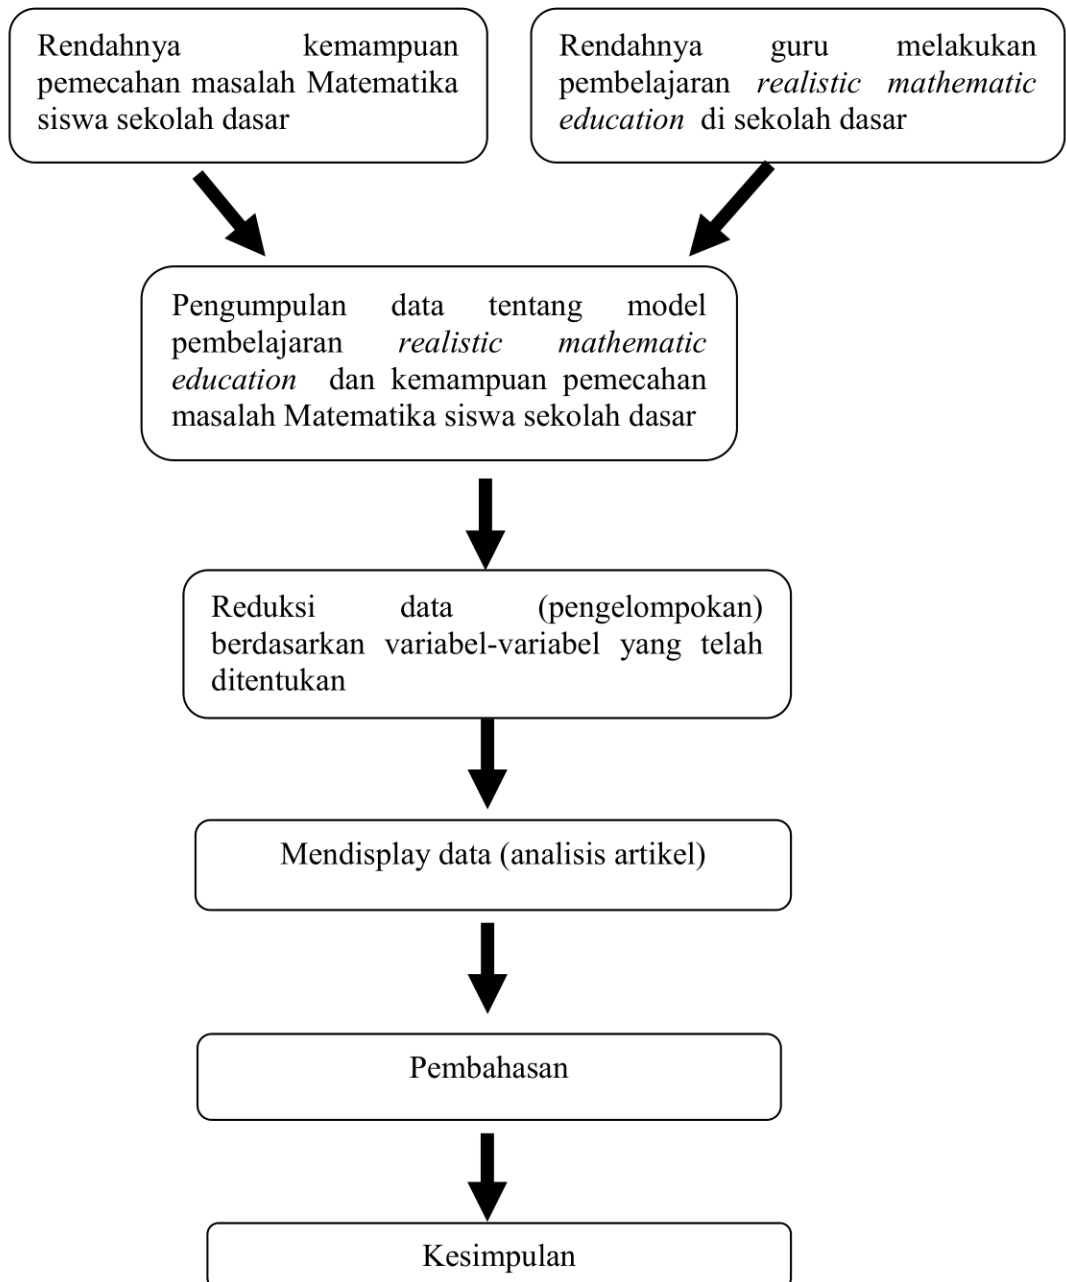 Rendahnya kemampuan
pemecahan masalah Matematika
siswa sekolah dasar
Rendahnya guru melakukan
pembelajaran realistic mathematic
education di sekolah dasar
Pengumpulan data tentang model
pembelajaran realistic mathematic
education dan kemampuan pemecahan
masalah Matematika siswa sekolah dasar
Reduksi data (pengelompokan)
berdasarkan variabel-variabel yang telah
ditentukan
Mendisplay data (analisis artikel)
Pembahasan
Kesimpulan